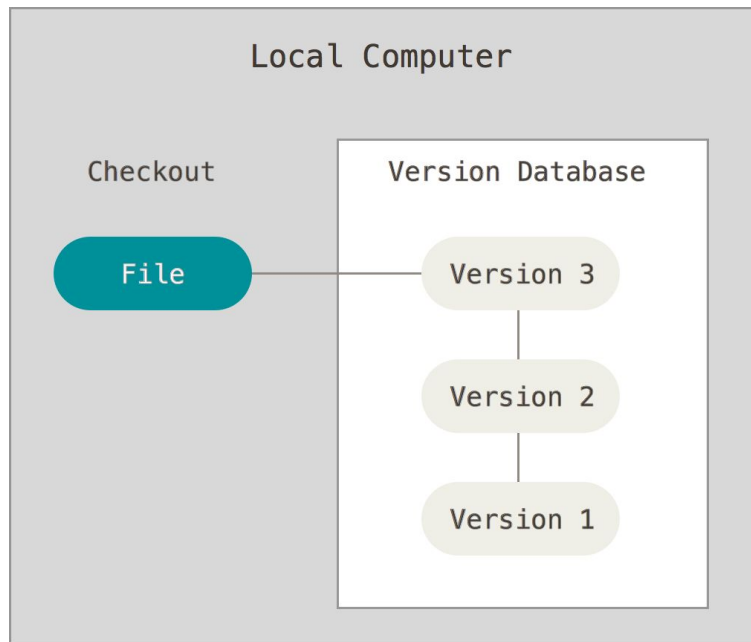 Local Computer
Checkout
Version Database
File
Version 3
Version 2
Version 1